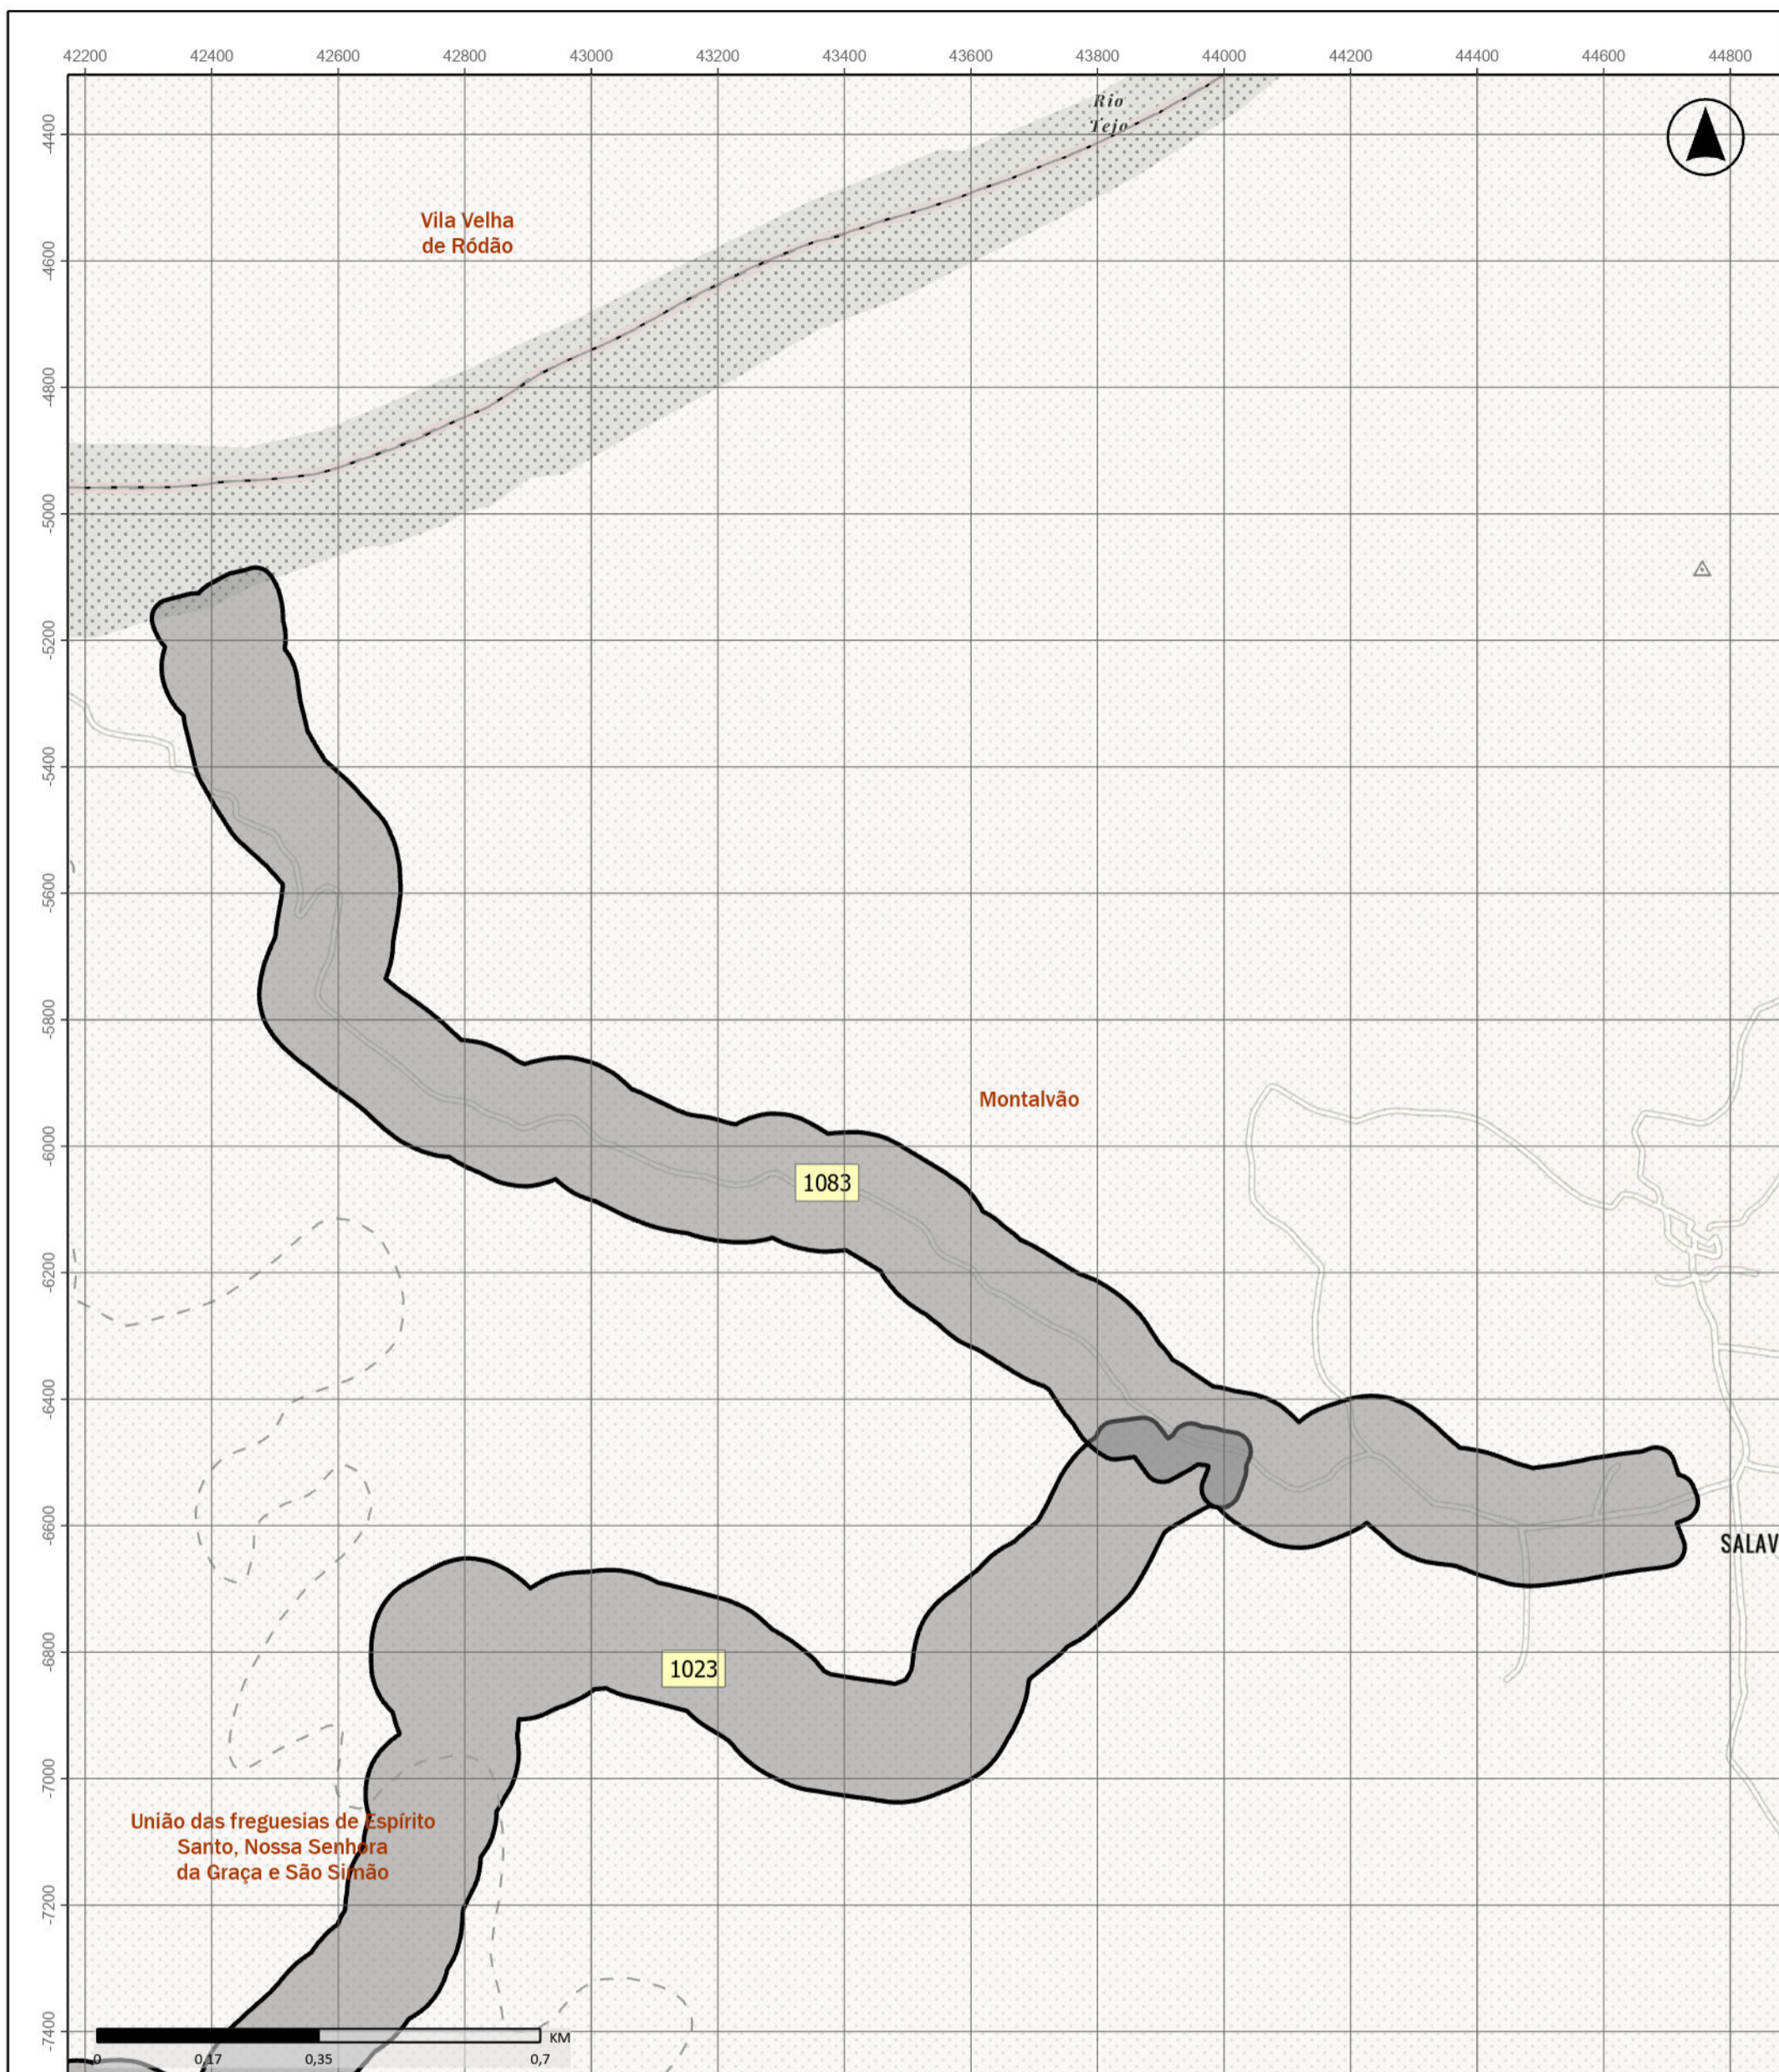 42200 42400 42600 42800 43000 43200 43400 43600 43800 44000 44200 44400 44600 44800
-4400
-4600
-4800
-5000
-5200
-5400
-5600
-5800
-6000
-6200
-6400
-6600
-6800
-7000
-7200
-7400
Rio
Tejo
Vila Velha
de Ródão
Montalvão
1083
SALAV
1023
União das freguesias de Espírito
Santo, Nossa Senhora
da Graça e São Simão
KM
0 0,17 0,35 0,7